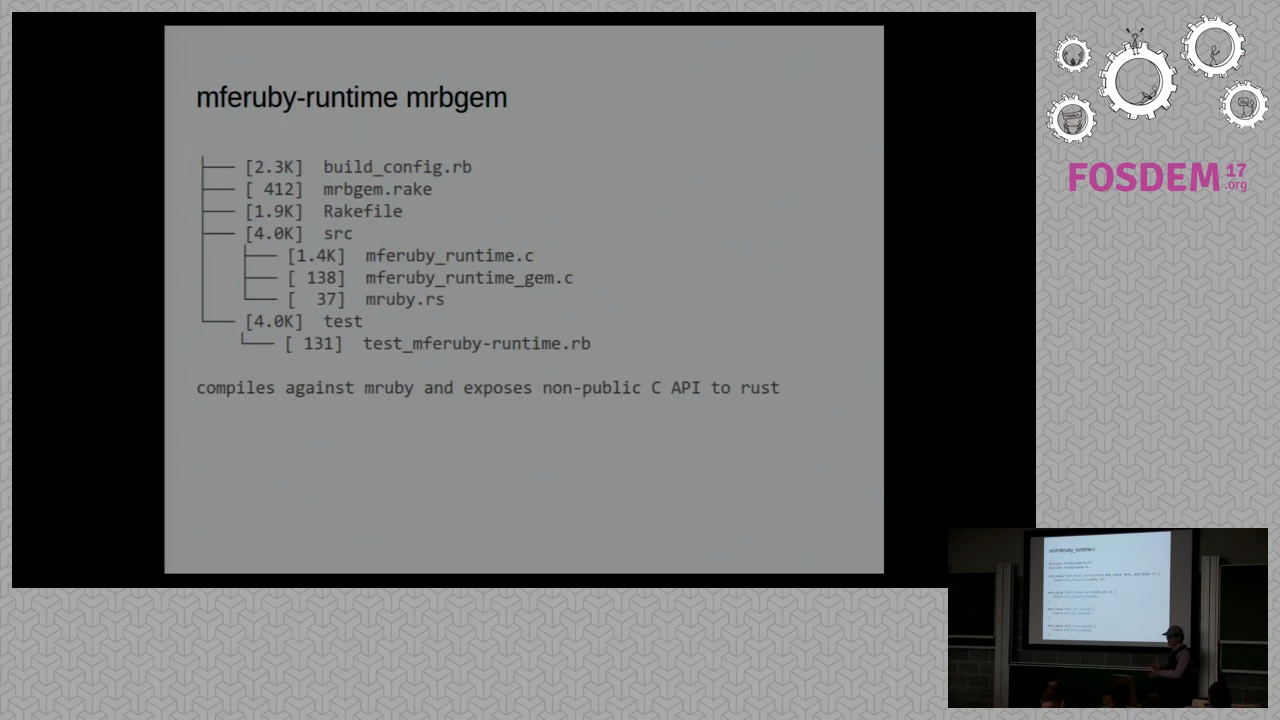 mferuby-runtime mrbgem
├── [2.3K]  build_config.rb
├── [ 412]  mrbgem.rake
├── [1.9K]  Rakefile
├── [4.0K]  src
│   ├── [1.4K]  mferuby_runtime.c
│   ├── [ 138]  mferuby_runtime_gem.c
│   └── [  37]  mruby.rs
└── [4.0K]  test
    └── [ 131]  test_mferuby-runtime.rb
compiles against mruby and exposes non-public C API to rust
FOSDEM 17
.org
src/mferuby_runtime.c